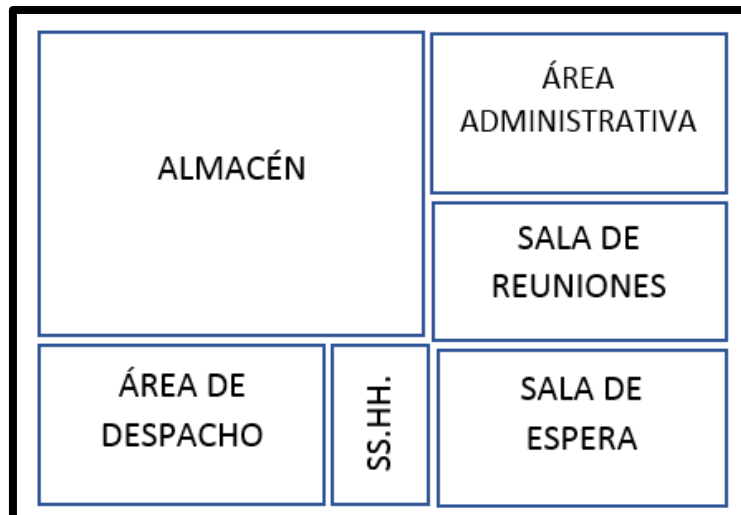 ALMACÉN
ÁREA
ADMINISTRATIVA
SALA DE
REUNIONES
ÁREA DE
DESPACHO
SS.HH.
SALA DE
ESPERA